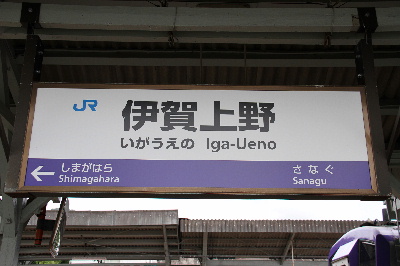 JR 伊賀上野
いがうえの Iga-Ueno
しまがはら さなぐ
Shimagahara Sanagu